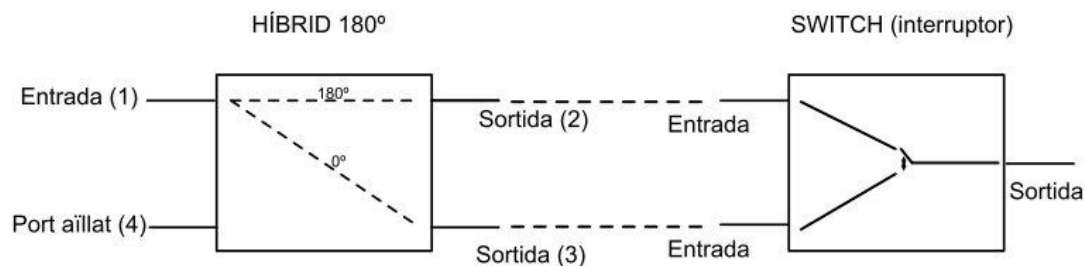 HÍBRID 180º
SWITCH (interruptor)
Entrada (1)
180º
Sortida (2)
Entrada
0º
Sortida
Port aïllat (4)
Sortida (3)
Entrada